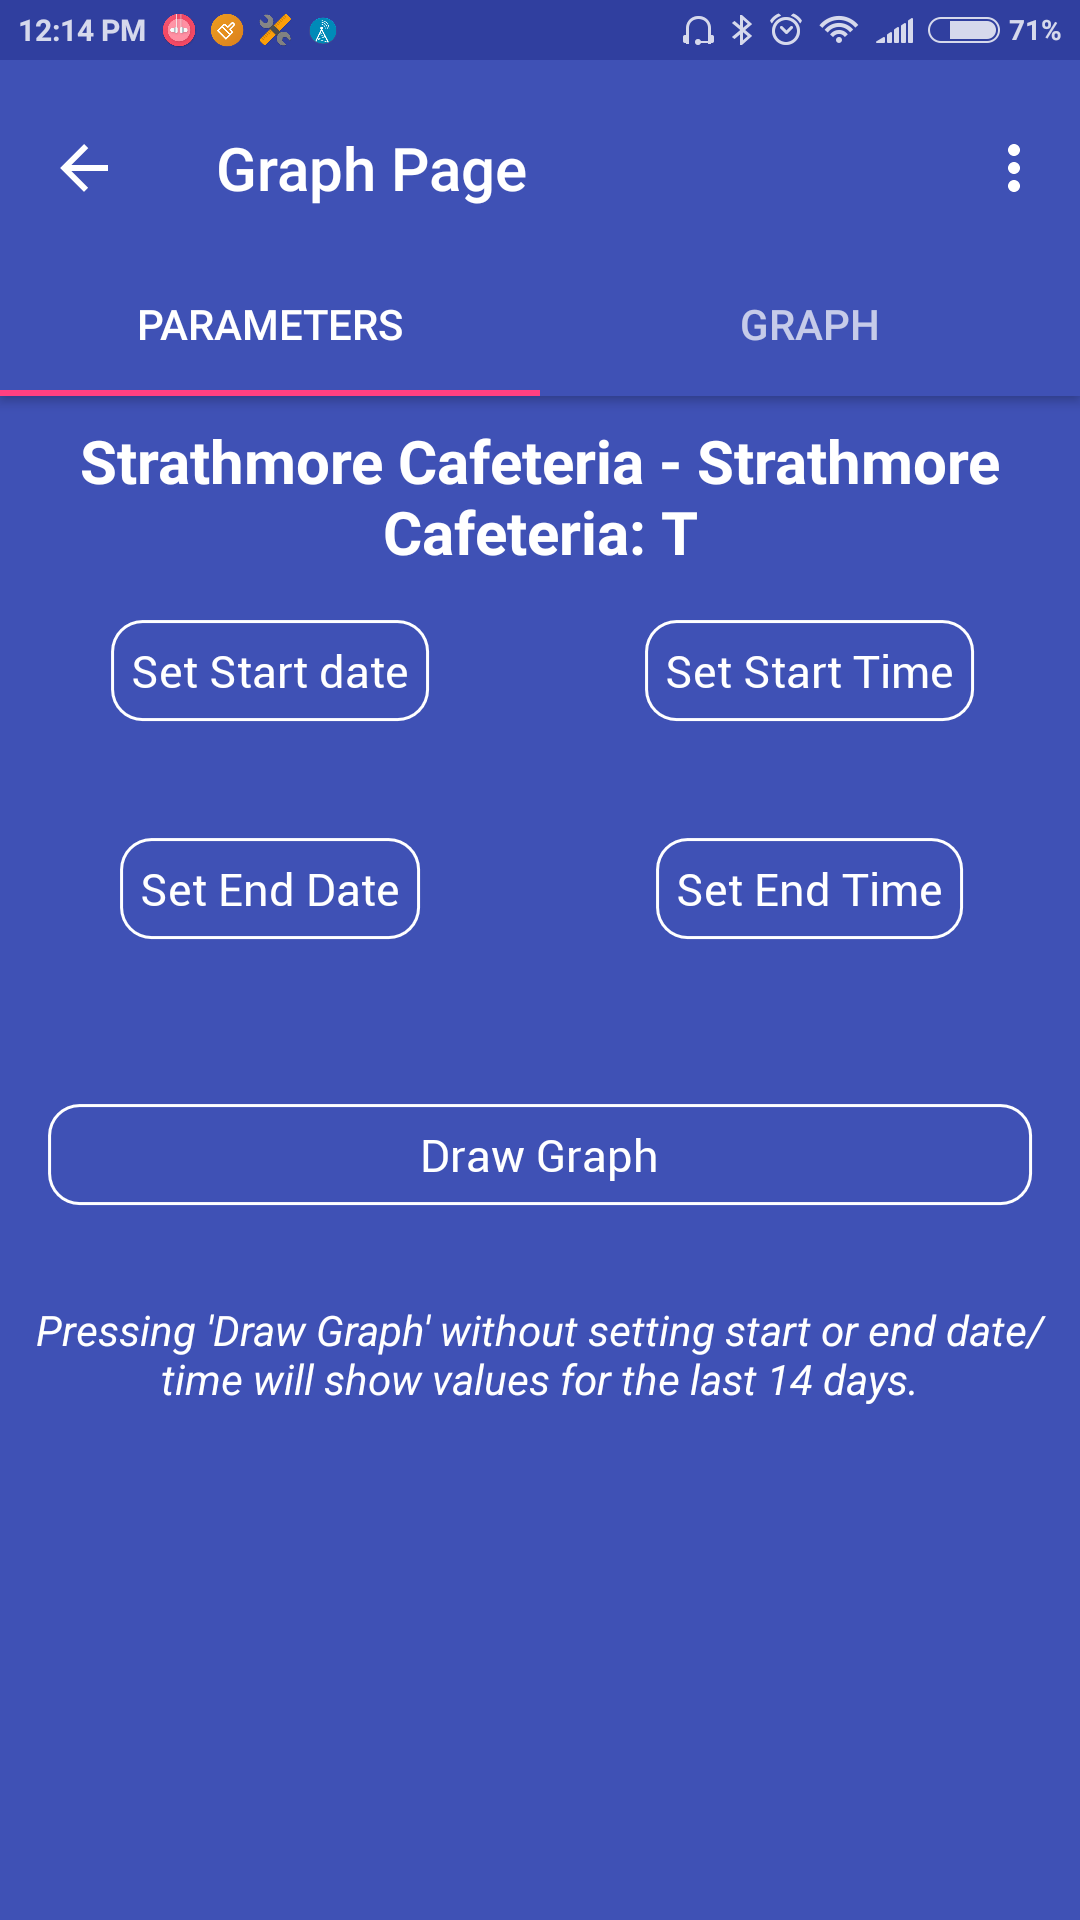 12:14 PM 71%
Graph Page
PARAMETERS GRAPH
Strathmore Cafeteria - Strathmore
Cafeteria: T
Set Start date Set Start Time
Set End Date Set End Time
Draw Graph
Pressing 'Draw Graph' without setting start or end date/
time will show values for the last 14 days.